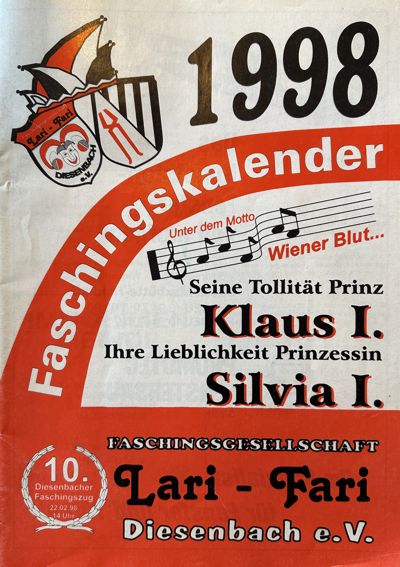 1998
Lari - Fari
DIESENBACH
e.V.
Faschingskalender
Unter dem Motto
Wiener Blut...
Seine Tollität Prinz
Klaus I.
Ihre Lieblichkeit Prinzessin
Silvia I.
FASCHINGSGESELLSCHAFT
Lari - Fari
Diesenbach e.V.
10.
Diesenbacher
Faschingszug
22.02.98
14 Uhr